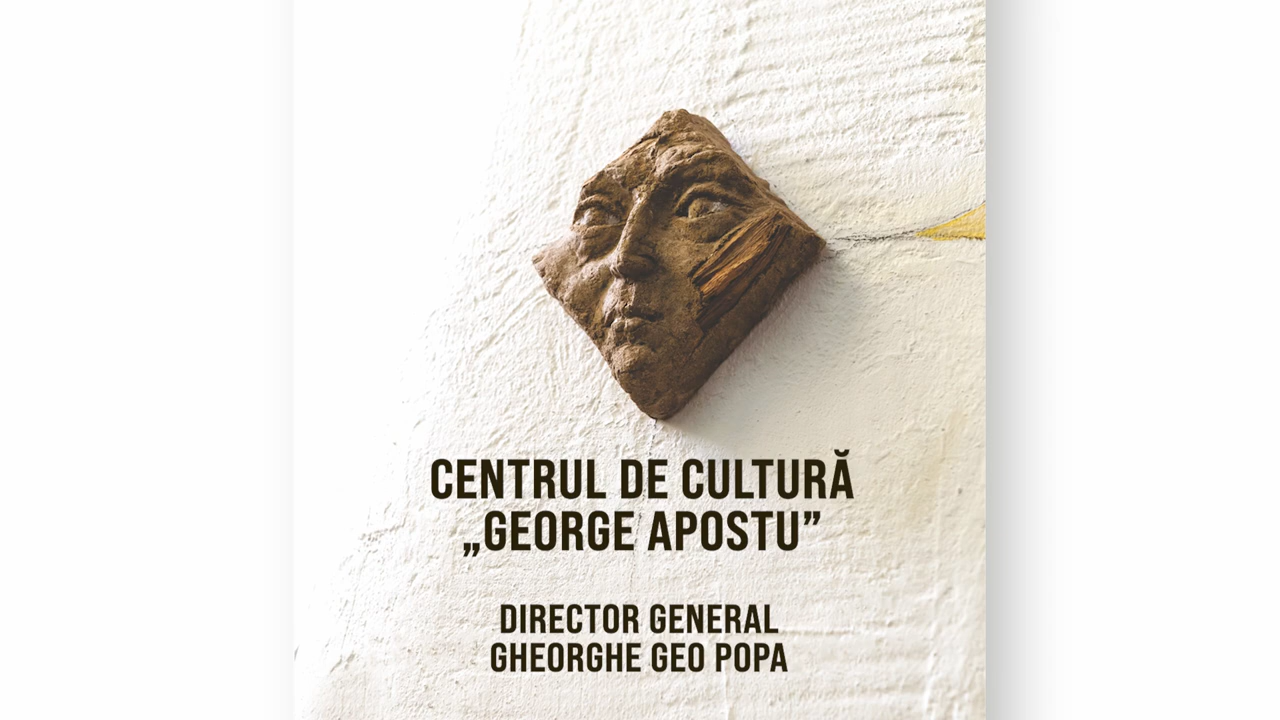 CENTRUL DE CULTURĂ
„GEORGE APOSTU”
DIRECTOR GENERAL
GHEORGHE GEO POPA